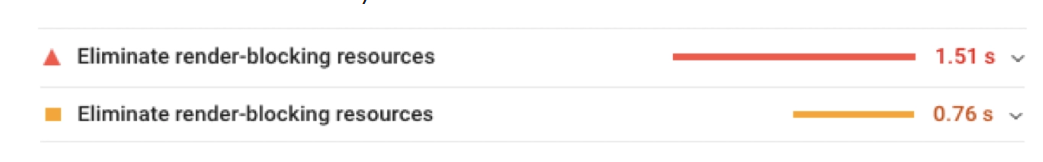 Eliminate render-blocking resources 1.51 s
Eliminate render-blocking resources 0.76 s